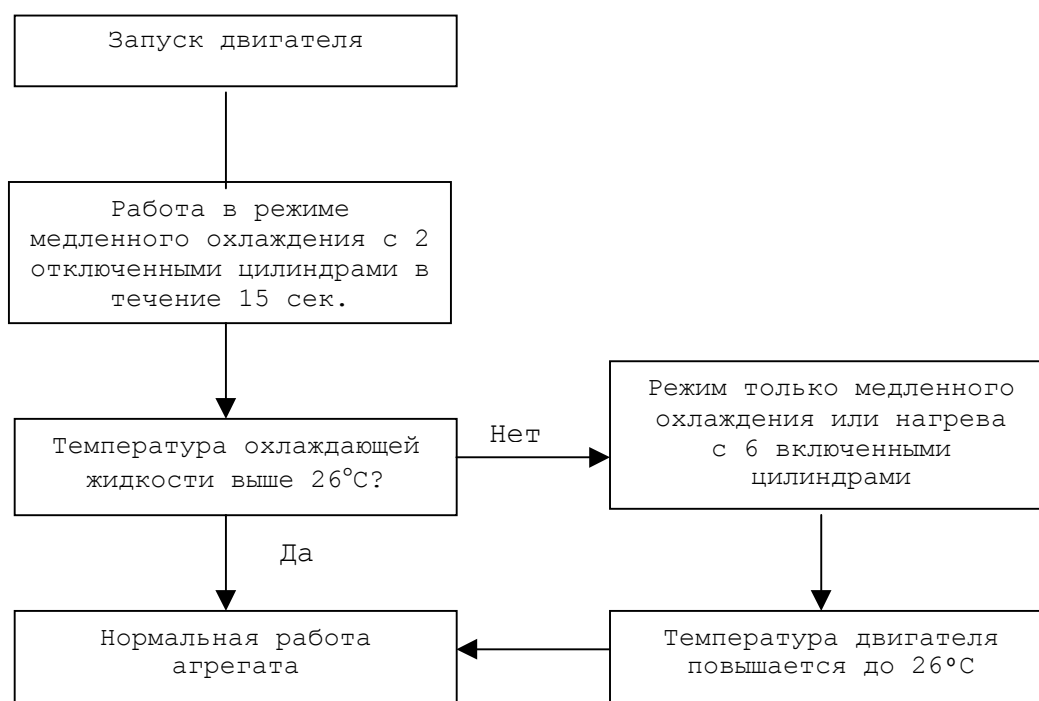 Запуск двигателя
Работа в режиме
медленного охлаждения с 2
отключенными цилиндрами в
течение 15 сек.
Температура охлаждающей
жидкости выше 26°С?
Нет
Режим только медленного
охлаждения или нагрева
с 6 включенными
цилиндрами
Да
Нормальная работа
агрегата
Температура двигателя
повышается до 26ºС